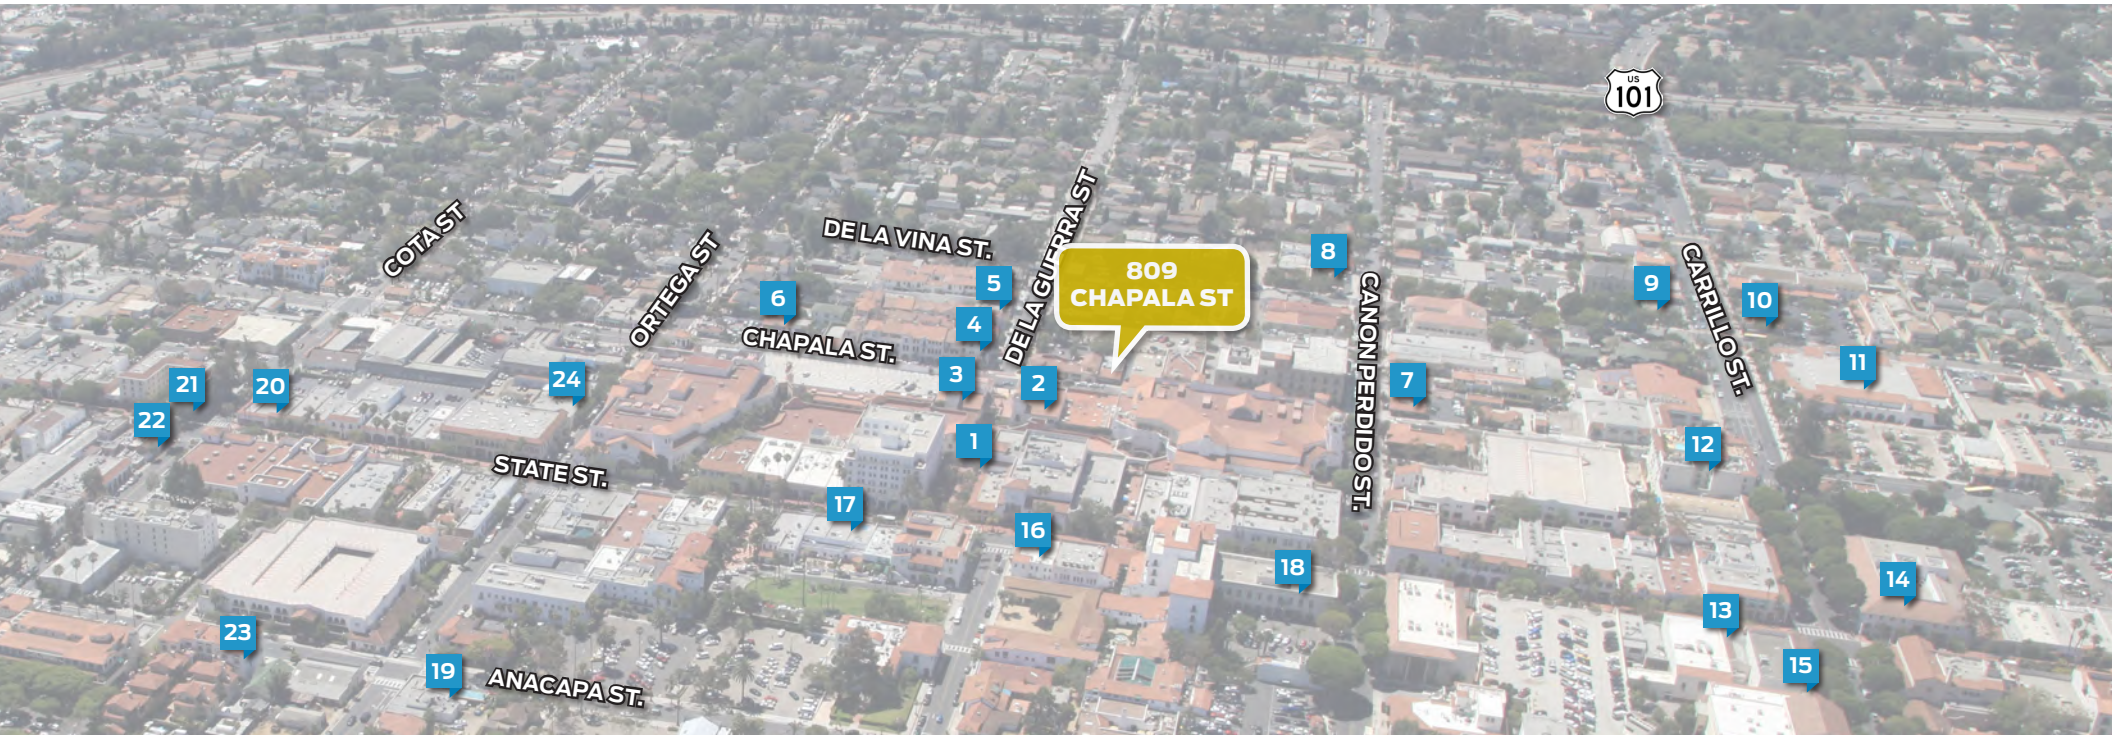 US
101
COTA ST
ORTEGA ST
DE LA VINA ST.
DE LA GUERRA ST
809
CHAPALA ST
CHAPALA ST.
CANON PERDIDO ST.
CARRILLO ST.
STATE ST.
ANACAPA ST.
1
2
3
4
5
6
7
8
9
10
11
12
13
14
15
16
17
18
19
20
21
22
23
24